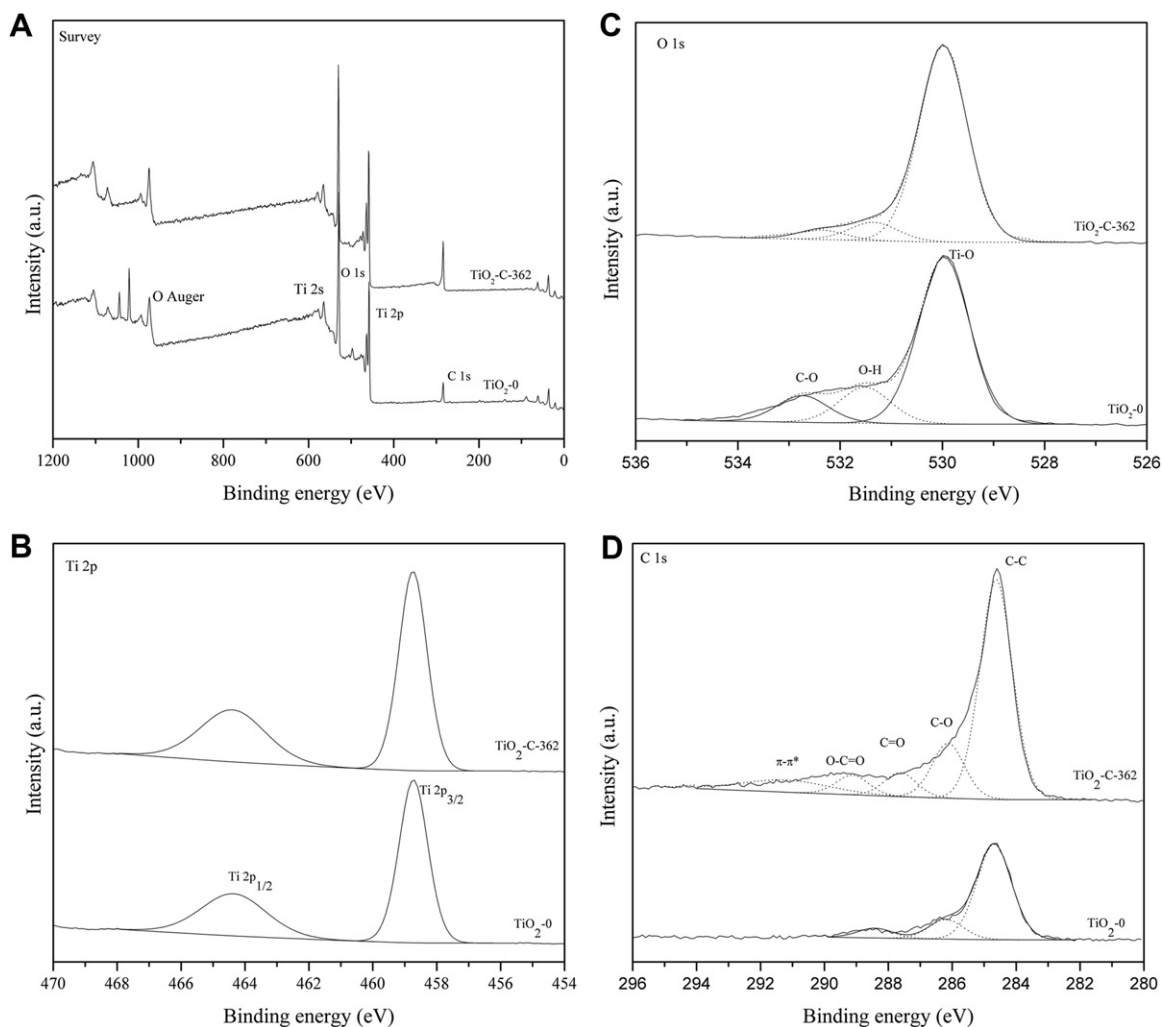 A
Survey
Intensity (a.u.)
O Auger
Ti 2s
O 1s
Ti 2p
C 1s
TiO2-C-362
TiO2-0
1200 1000 800 600 400 200 0
Binding energy (eV)
C
O 1s
Intensity (a.u.)
TiO2-C-362
Ti-O
C-O
O-H
TiO2-0
536 534 532 530 528 526
Binding energy (eV)
B
Ti 2p
Intensity (a.u.)
TiO2-C-362
Ti 2p3/2
Ti 2p1/2
TiO2-0
470 468 466 464 462 460 458 456 454
Binding energy (eV)
D
C 1s
Intensity (a.u.)
C-C
C-O
C=O
O-C=O
π-π*
TiO2-C-362
TiO2-0
296 294 292 290 288 286 284 282 280
Binding energy (eV)